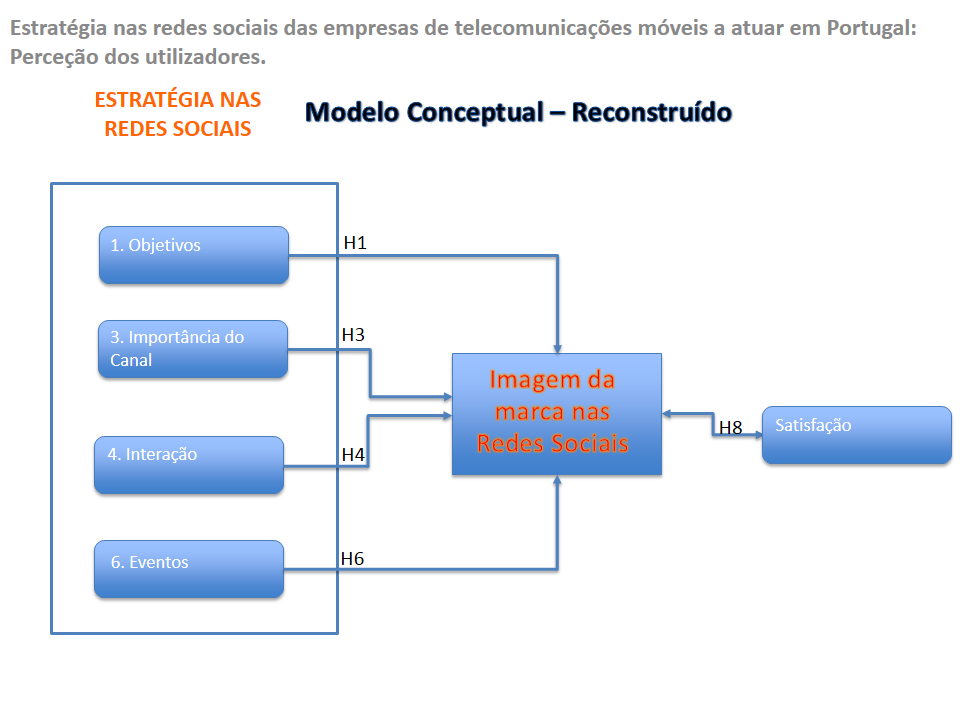 Estratégia nas redes sociais das empresas de telecomunicações móveis a atuar em Portugal:
Perceção dos utilizadores.
ESTRATÉGIA NAS
REDES SOCIAIS
Modelo Conceptual – Reconstruído
1. Objetivos
H1
3. Importância do
Canal
H3
Imagem da
marca nas
Redes Sociais
H8
Satisfação
4. Interação
H4
6. Eventos
H6